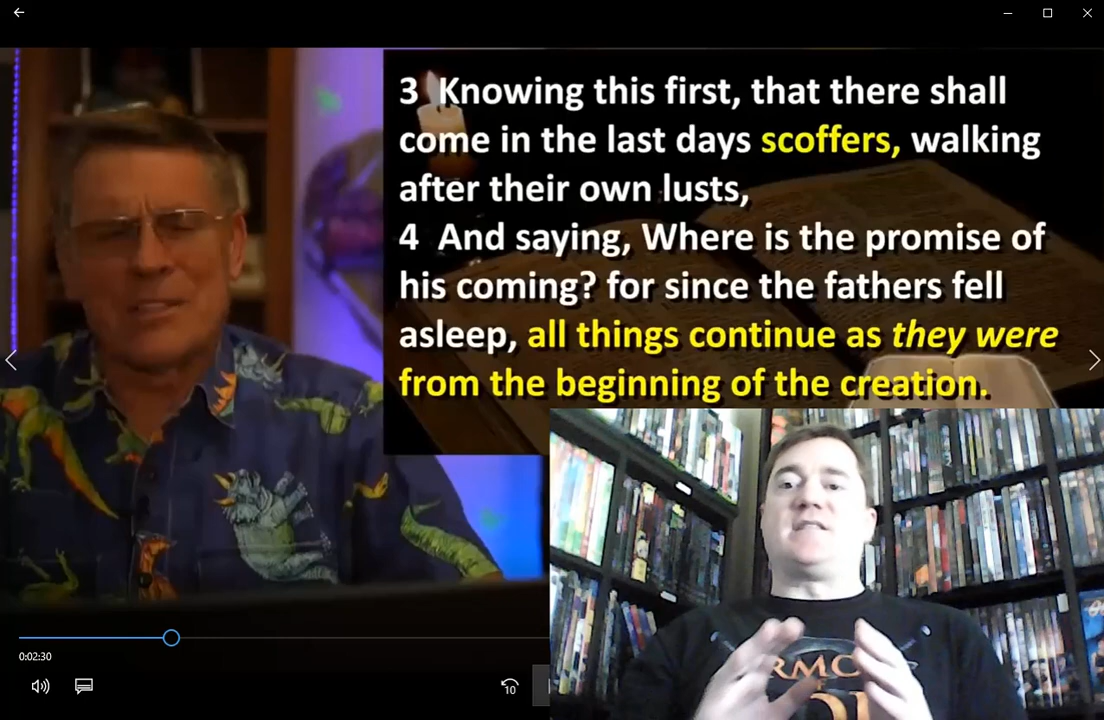 3 Knowing this first, that there shall
come in the last days scoffers, walking
after their own lusts,
4 And saying, Where is the promise of
his coming? for since the fathers fell
asleep, all things continue as they were
from the beginning of the creation.
0:02:30
10
RMC